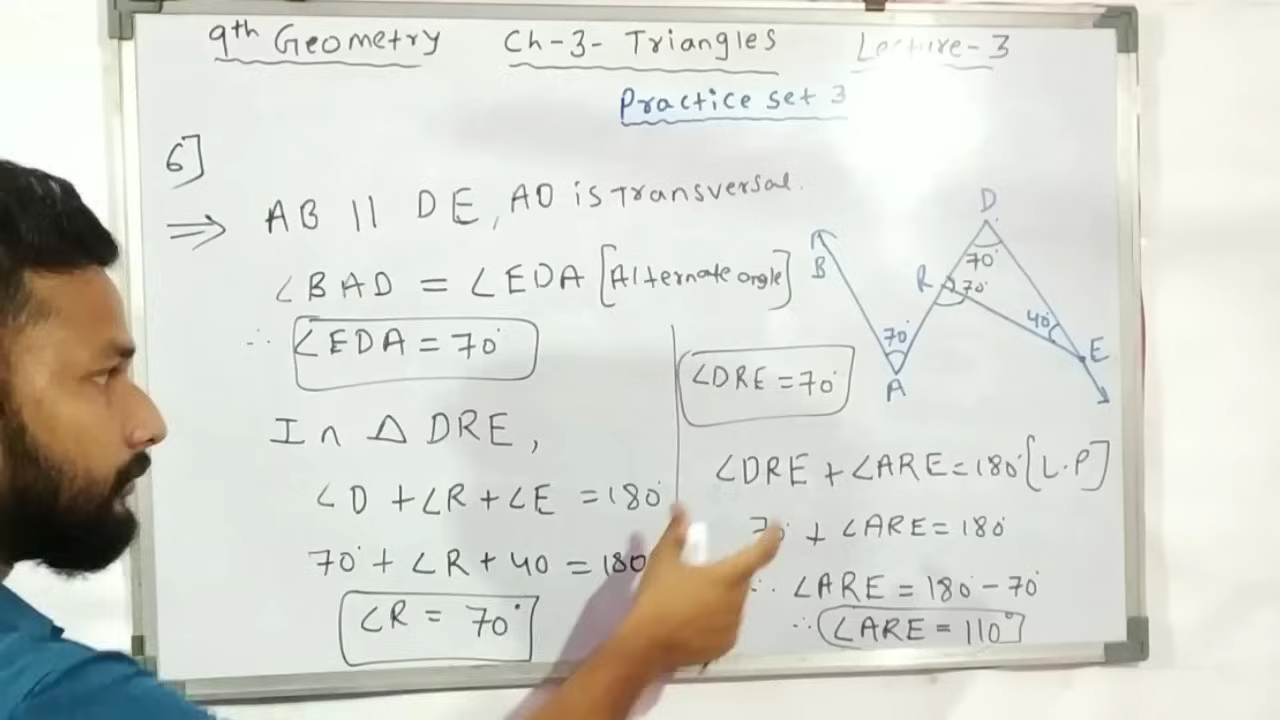 9th Geometry Ch-3- Triangles Lecture-3
Practice set 3
6]
⇒ AB || DE, AD is Transversal.
∠BAD = ∠EDA [Alternate angle]
∴ ∠EDA = 70°
In △ DRE,
∠D + ∠R + ∠E = 180°
70° + ∠R + 40 = 180
∠R = 70°
∠DRE = 70°
∠DRE + ∠ARE = 180° [L.P]
70° + ∠ARE = 180°
∴ ∠ARE = 180° - 70°
∴ ∠ARE = 110°
D
70°
B
R
70°
40°
E
70°
A